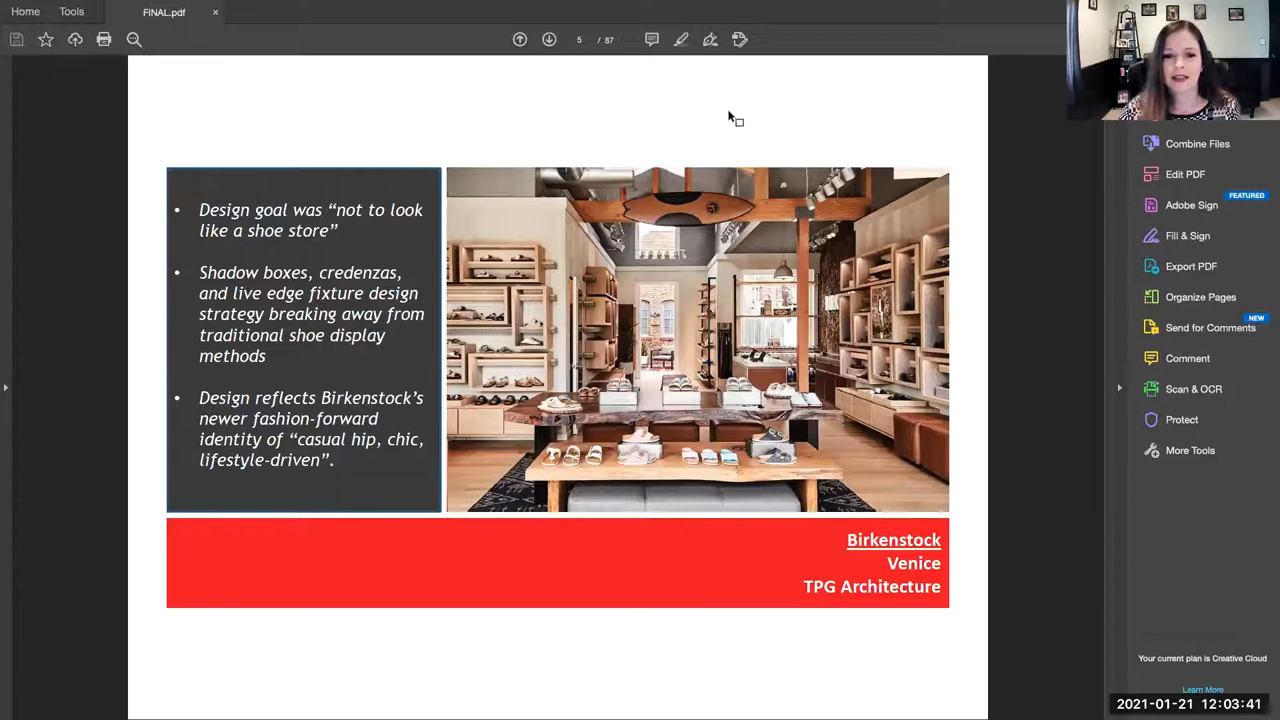 Home Tools FINAL.pdf ×
5 / 87
• Design goal was “not to look
like a shoe store”
• Shadow boxes, credenzas,
and live edge fixture design
strategy breaking away from
traditional shoe display
methods
• Design reflects Birkenstock’s
newer fashion-forward
identity of “casual hip, chic,
lifestyle-driven”.
Birkenstock
Venice
TPG Architecture
Combine Files
Edit PDF
FEATURED
Adobe Sign
Fill & Sign
Export PDF
Organize Pages
NEW
Send for Comments
Comment
Scan & OCR
Protect
More Tools
Your current plan is Creative Cloud
Learn More
2021-01-21 12:03:41